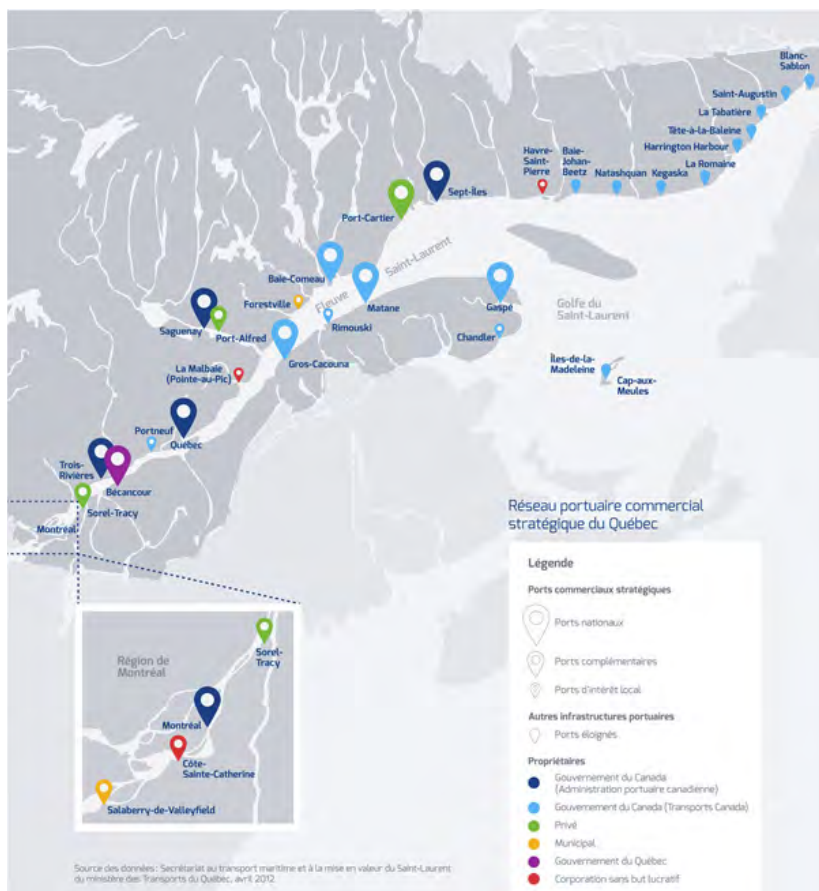 Blanc-
Sablon
Saint-Augustin
La Tabatière
Tête-à-la-Baleine
Harrington Harbour
La Romaine
Havre-
Saint-
Pierre
Baie-
Johan-
Beetz
Natashquan
Kegaska
Sept-Îles
Port-Cartier
Fleuve
Saint-Laurent
Baie-Comeau
Forestville
Matane
Rimouski
Gaspé
Chandler
Golfe du
Saint-Laurent
Saguenay
Port-Alfred
Gros-Cacouna
La Malbaie
(Pointe-au-Pic)
Îles-de-la-
Madeleine
Cap-aux-
Meules
Portneuf
Québec
Trois-
Rivières
Bécancour
Sorel-Tracy
Montréal
Région de
Montréal
Sorel-
Tracy
Montréal
Côte-
Sainte-Catherine
Salaberry-de-Valleyfield
Réseau portuaire commercial
stratégique du Québec
Légende
Ports commerciaux stratégiques
Ports nationaux
Ports complémentaires
Ports d'intérêt local
Autres infrastructures portuaires
Ports éloignés
Propriétaires
Gouvernement du Canada
(Administration portuaire canadienne)
Gouvernement du Canada (Transports Canada)
Privé
Municipal
Gouvernement du Québec
Corporation sans but lucratif
Source des données : Secrétariat au transport maritime et à la mise en valeur du Saint-Laurent
du ministère des Transports du Québec, avril 2012